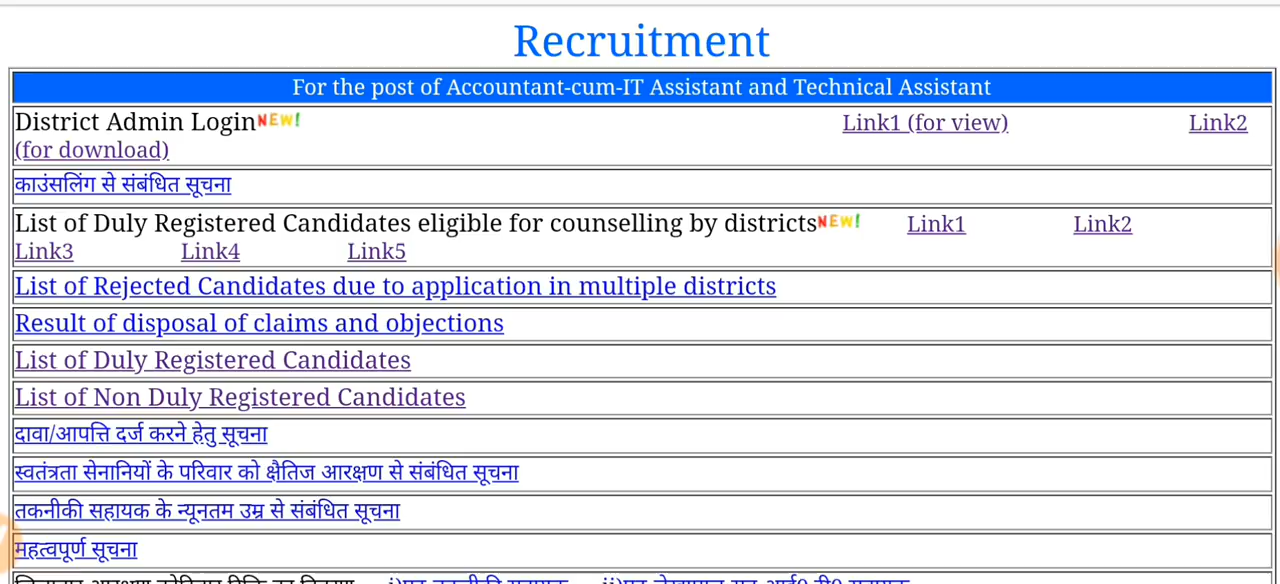 Recruitment
For the post of Accountant-cum-IT Assistant and Technical Assistant
District Admin Login NEW! Link1 (for view) Link2
(for download)
काउंसलिंग से संबंधित सूचना
List of Duly Registered Candidates eligible for counselling by districts NEW! Link1 Link2
Link3 Link4 Link5
List of Rejected Candidates due to application in multiple districts
Result of disposal of claims and objections
List of Duly Registered Candidates
List of Non Duly Registered Candidates
दावा/आपत्ति दर्ज करने हेतु सूचना
स्वतंत्रता सेनानियों के परिवार को क्षैतिज आरक्षण से संबंधित सूचना
तकनीकी सहायक के न्यूनतम उम्र से संबंधित सूचना
महत्वपूर्ण सूचना